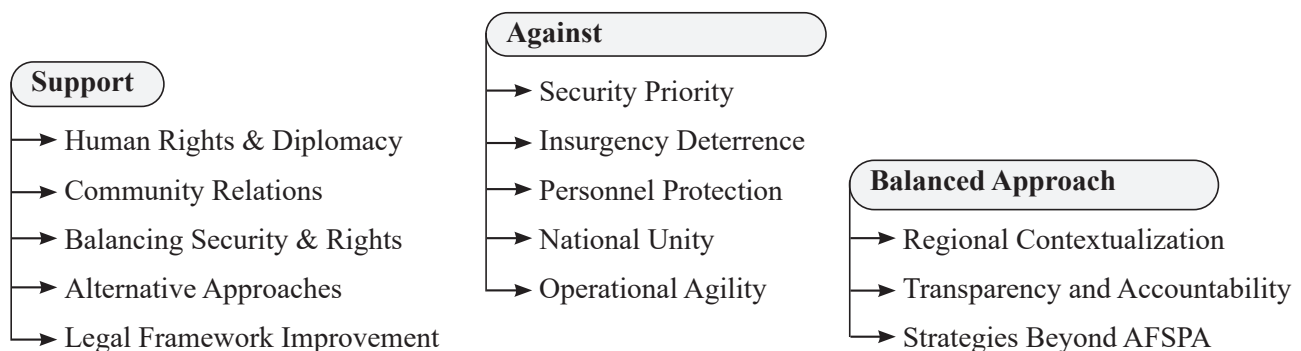 Support
Human Rights & Diplomacy
Community Relations
Balancing Security & Rights
Alternative Approaches
Legal Framework Improvement
Against
Security Priority
Insurgency Deterrence
Personnel Protection
National Unity
Operational Agility
Balanced Approach
Regional Contextualization
Transparency and Accountability
Strategies Beyond AFSPA